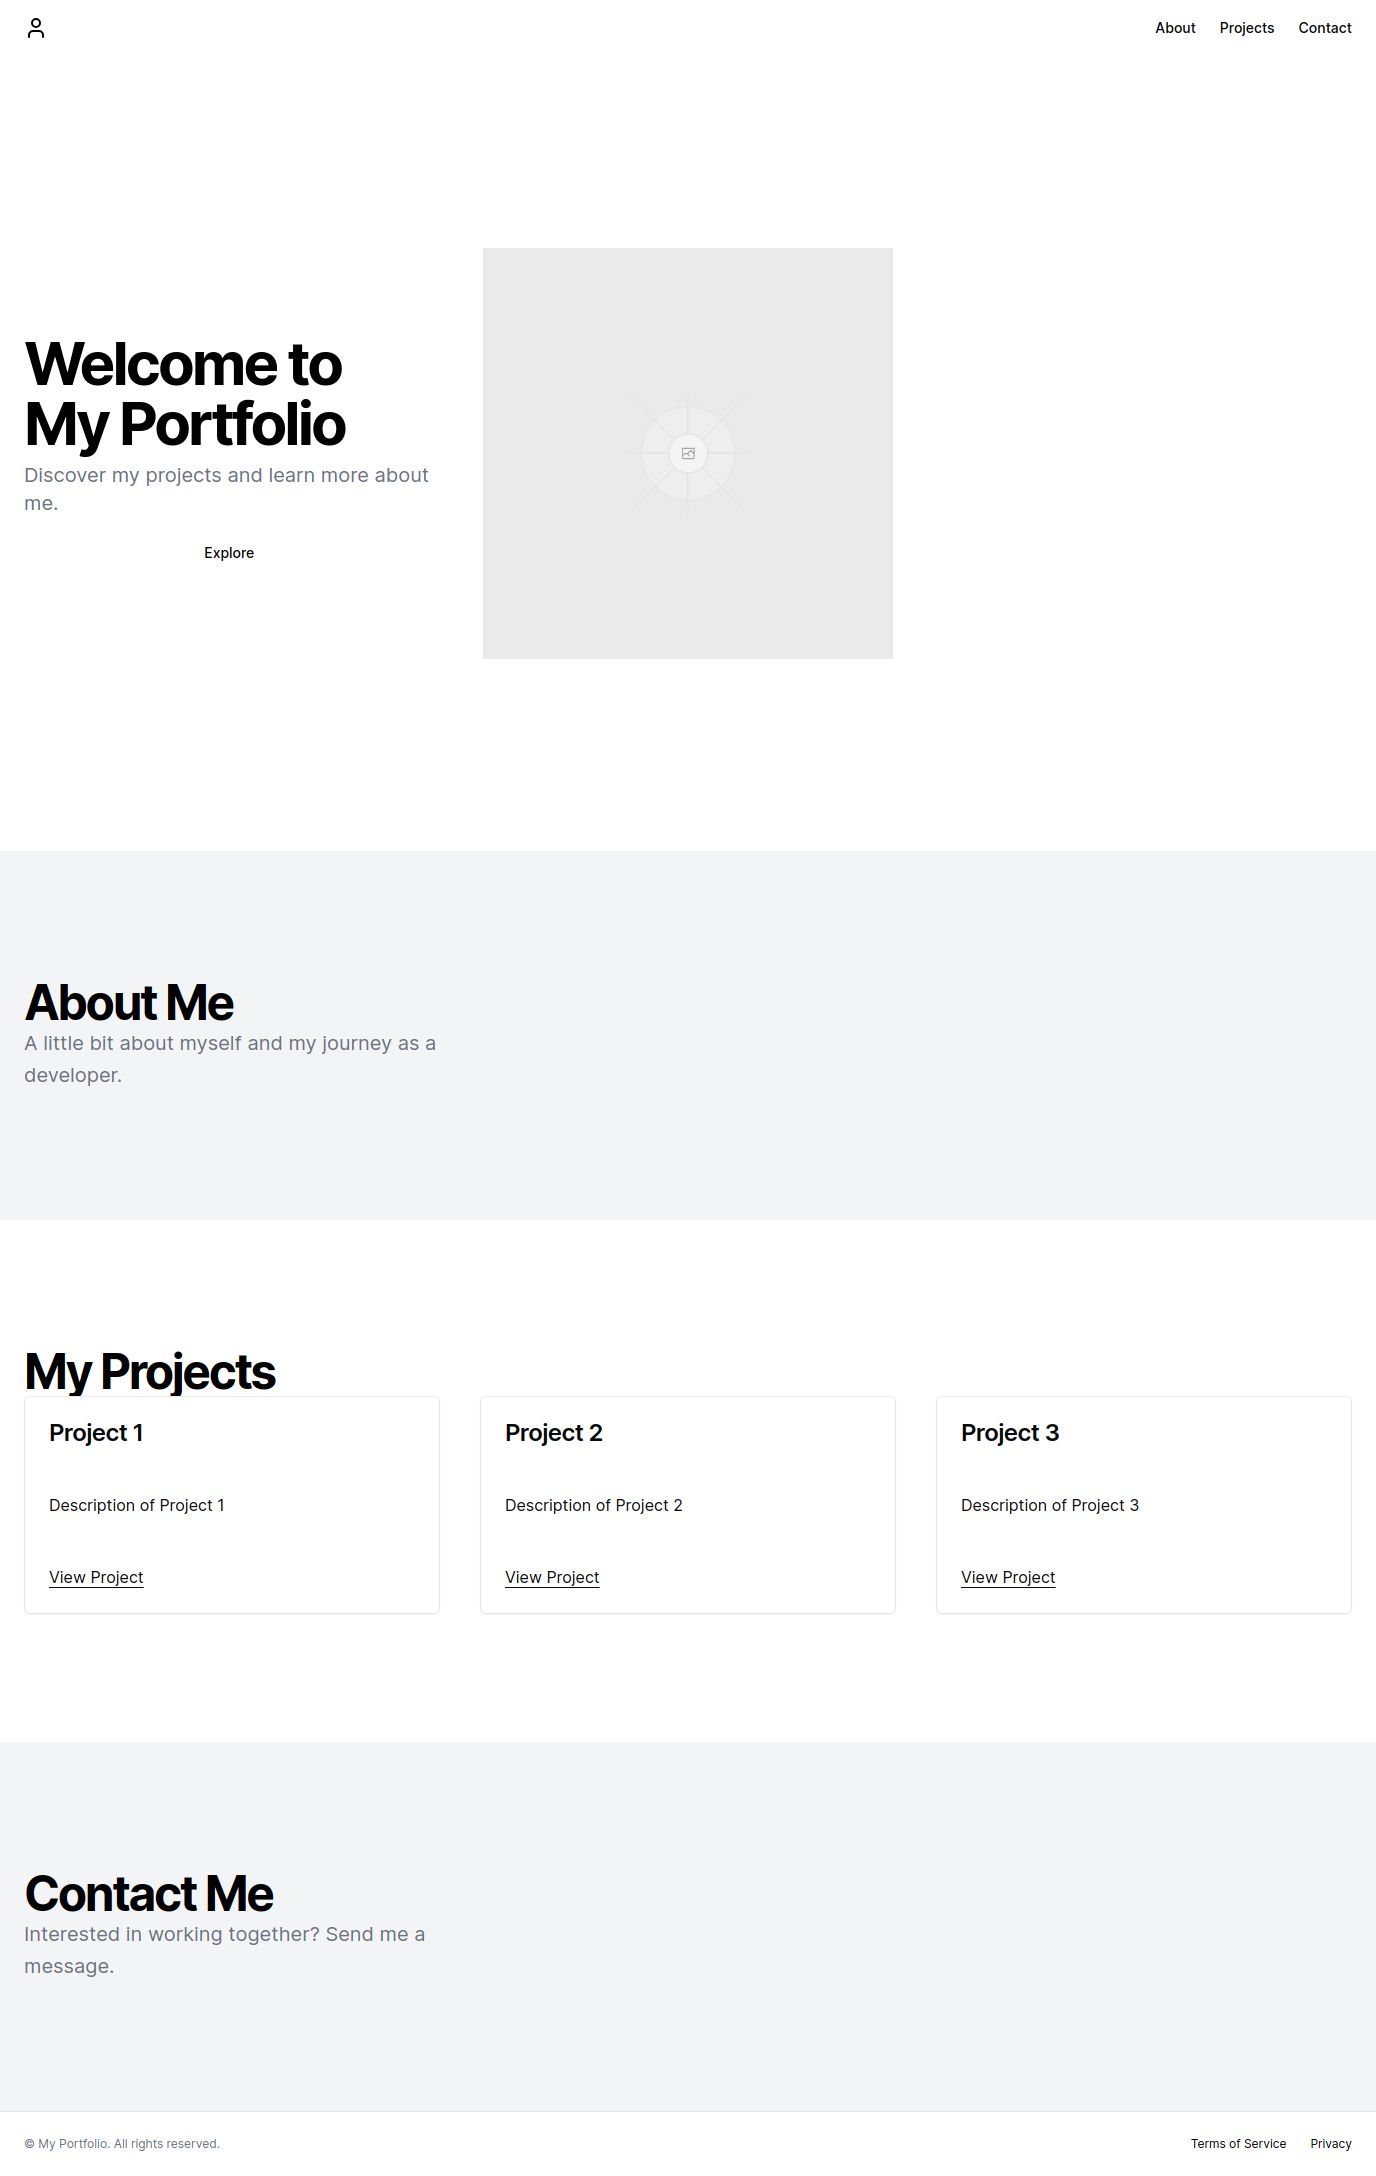 About Projects Contact
Welcome to
My Portfolio
Discover my projects and learn more about
me.
Explore
About Me
A little bit about myself and my journey as a
developer.
My Projects
Project 1
Description of Project 1
View Project
Project 2
Description of Project 2
View Project
Project 3
Description of Project 3
View Project
Contact Me
Interested in working together? Send me a
message.
© My Portfolio. All rights reserved.
Terms of Service Privacy